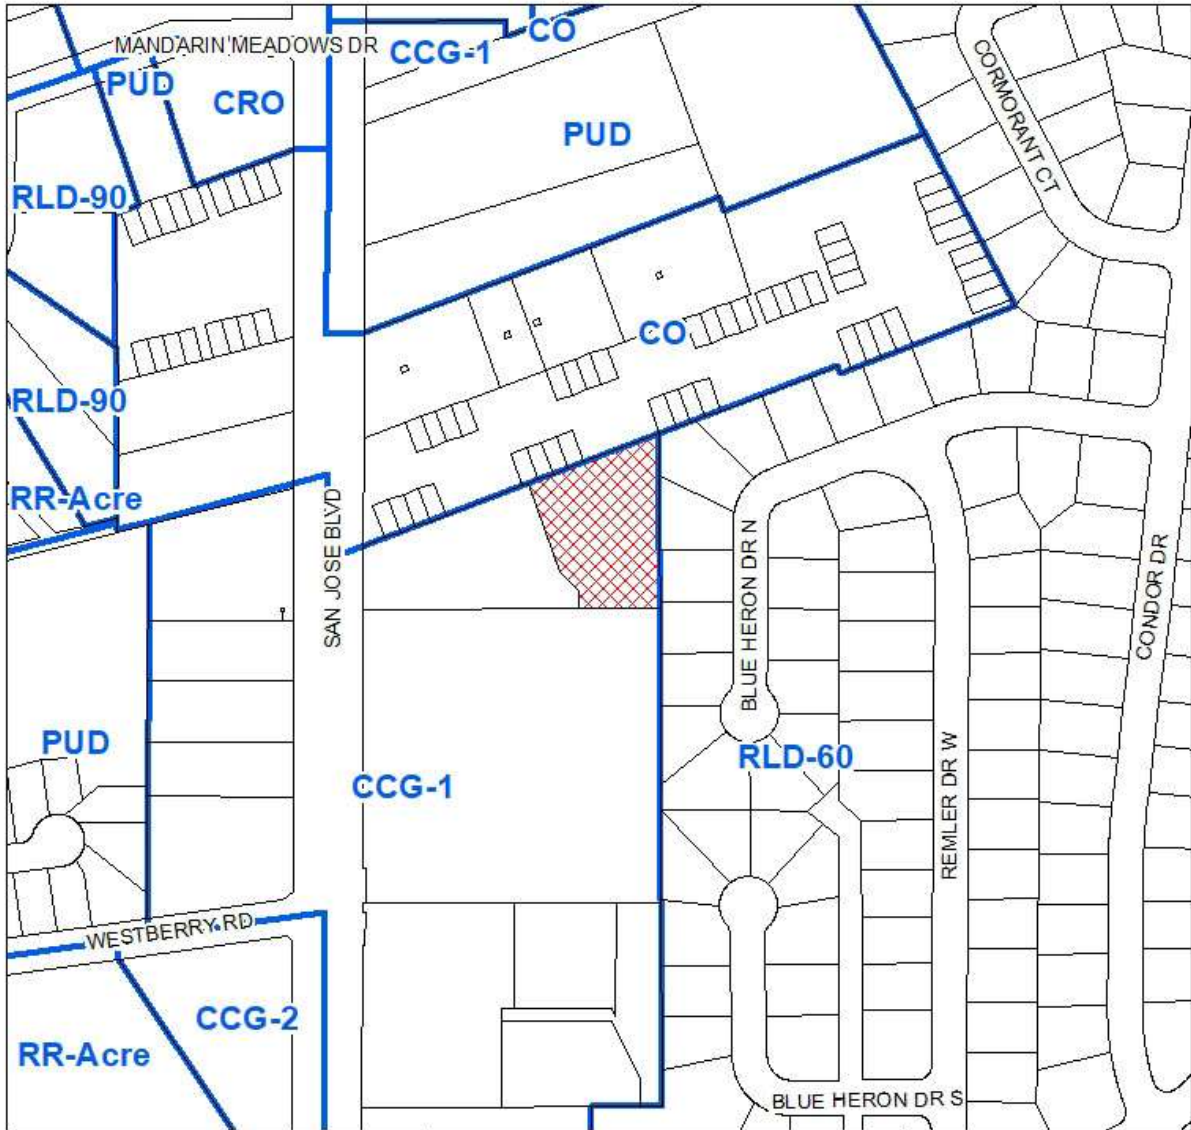 CO
MANDARIN MEADOWS DR
CCG-1
PUD
CRO
PUD
CORMORANT CT
RLD-90
CO
RLD-90
RR-Acre
SAN JOSE BLVD
BLUE HERON DR N
CONDOR DR
PUD
RLD-60
CCG-1
REMLER DR W
WESTBERRY RD
CCG-2
RR-Acre
BLUE HERON DR S